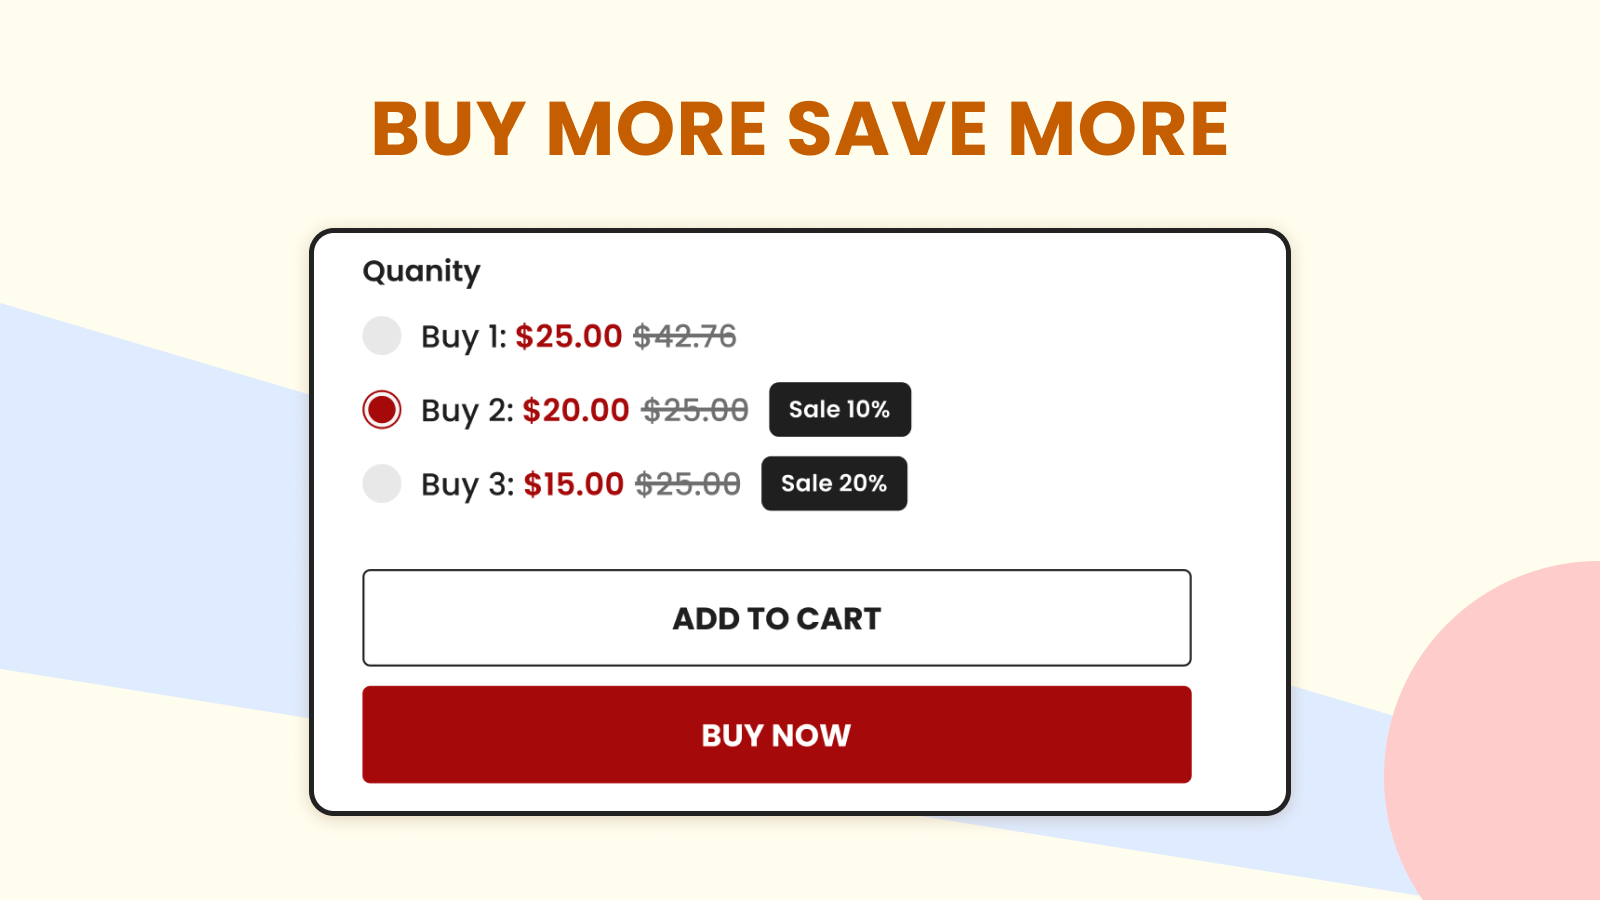 BUY MORE SAVE MORE
Quanity
Buy 1: $25.00 $42.76
Buy 2: $20.00 $25.00 Sale 10%
Buy 3: $15.00 $25.00 Sale 20%
ADD TO CART
BUY NOW